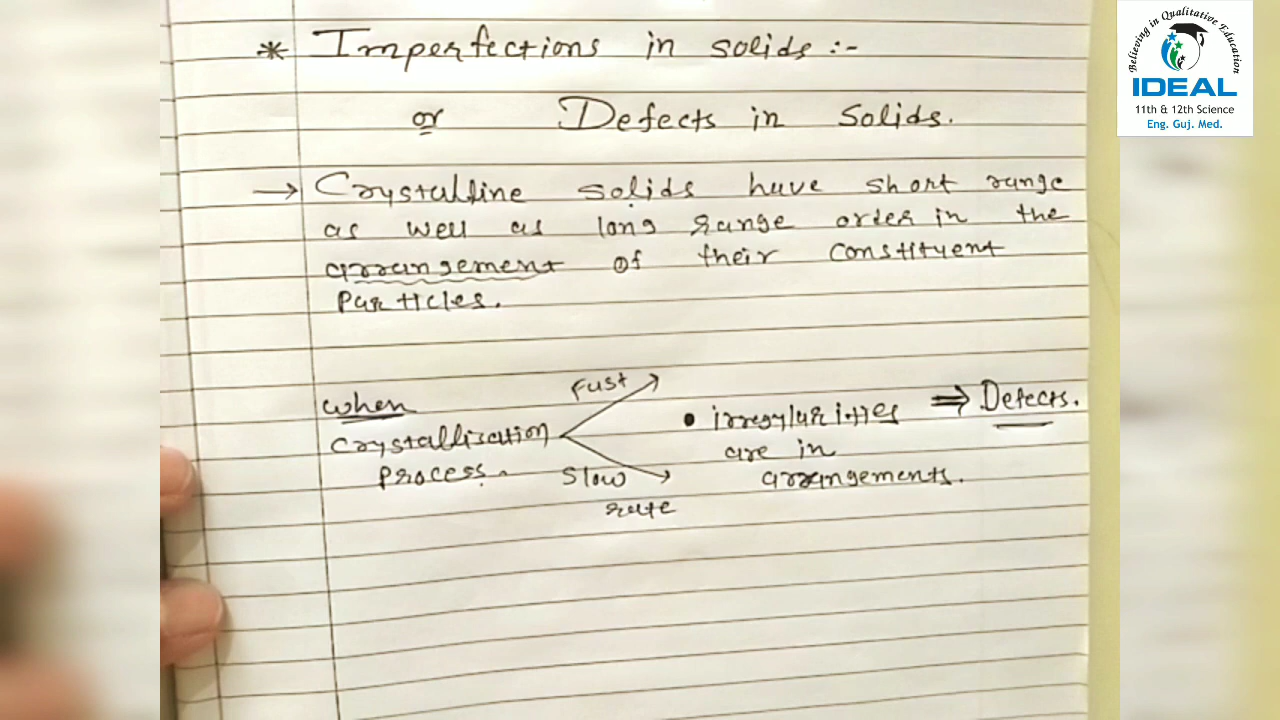 * Imperfections in solids :-
or Defects in Solids.
→ Crystalline solids have short range
as well as long range order in the
arrangement of their constituent
Particles.
when
Crystallization
process.
Fast
Slow
rate
• irregularities
are in
arrangements.
⇒ Defects.
Believing in Qualitative Education
IDEAL
11th & 12th Science
Eng. Guj. Med.